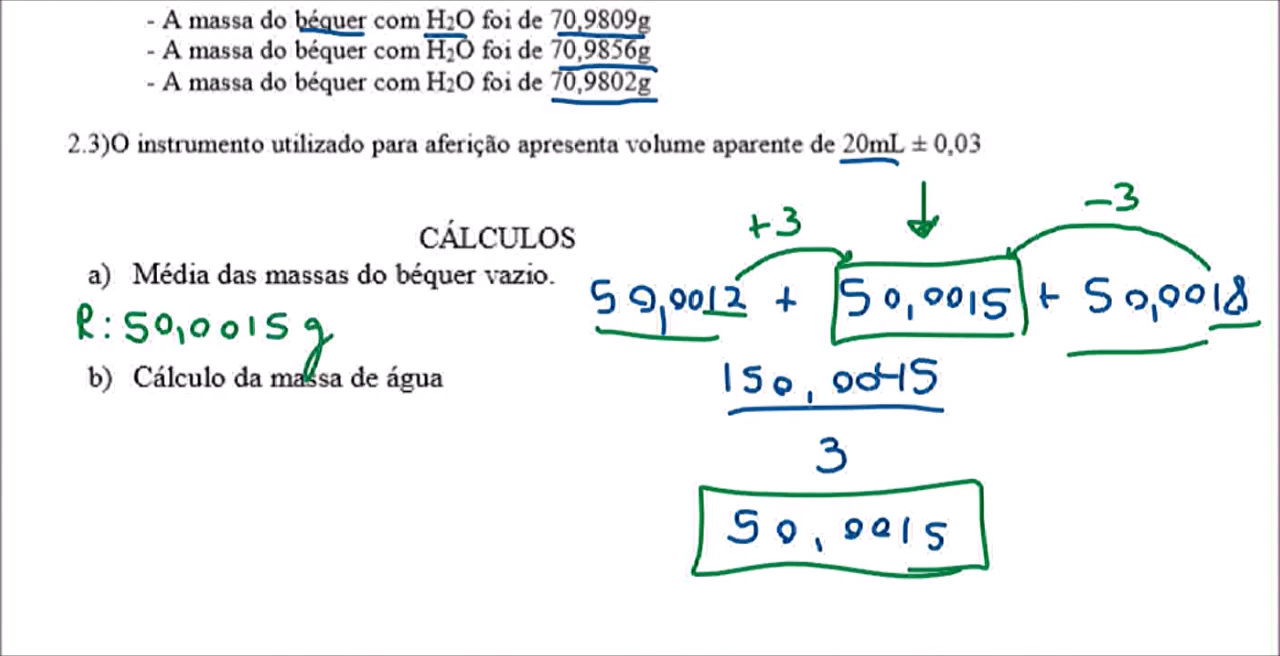 - A massa do béquer com H₂O foi de 70,9809g
- A massa do béquer com H₂O foi de 70,9856g
- A massa do béquer com H₂O foi de 70,9802g
2.3)O instrumento utilizado para aferição apresenta volume aparente de 20mL ± 0,03
+3
-3
CÁLCULOS
a) Média das massas do béquer vazio.
50,0012 + 50,0015 + 50,0018
R: 50,0015 g
b) Cálculo da massa de água
150,0045
3
50,0015